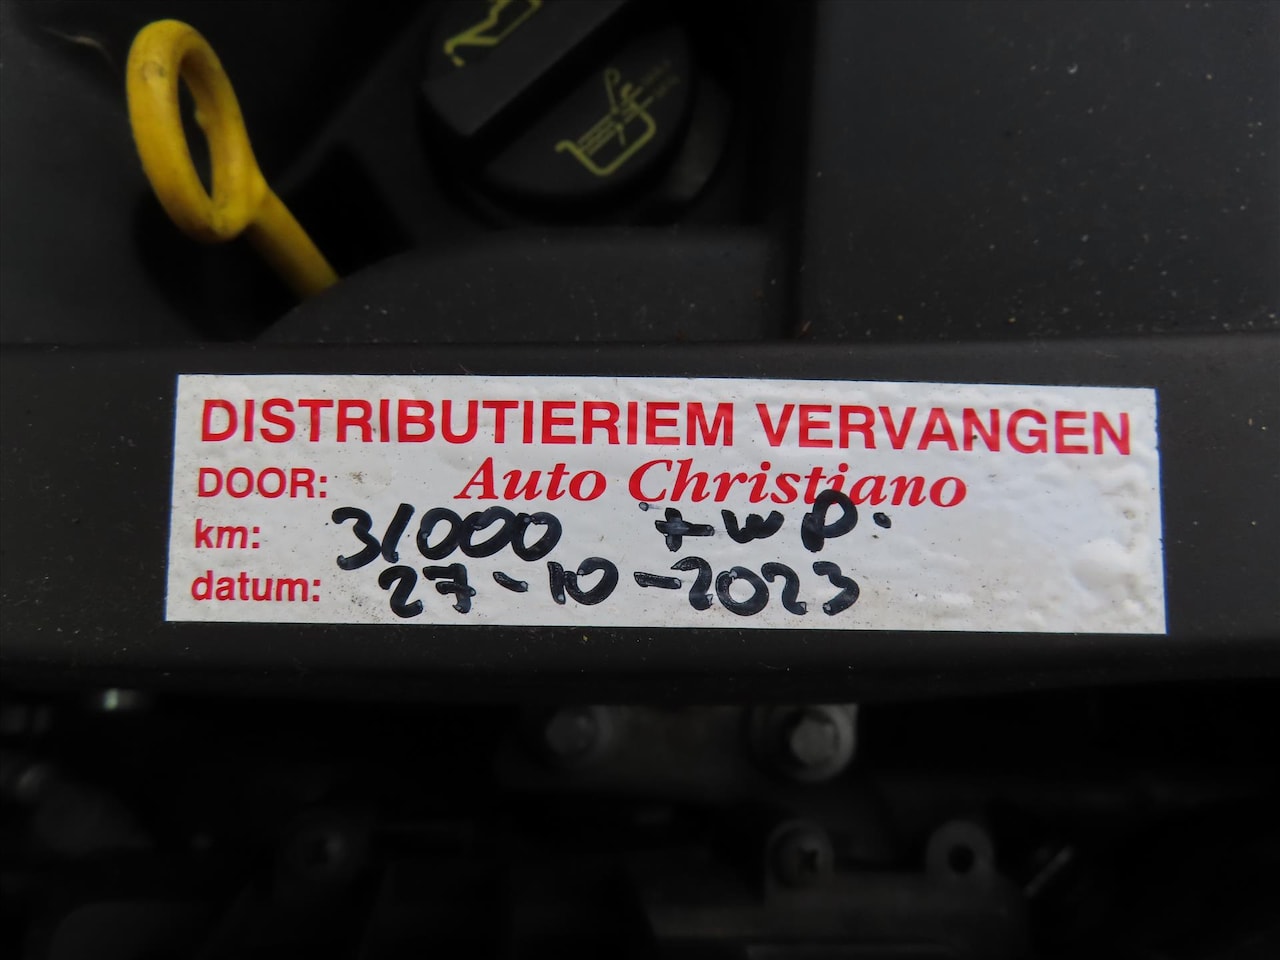 DISTRIBUTIERIEM VERVANGEN
DOOR: Auto Christiano
km: 31000 + w p.
datum: 27-10-2023